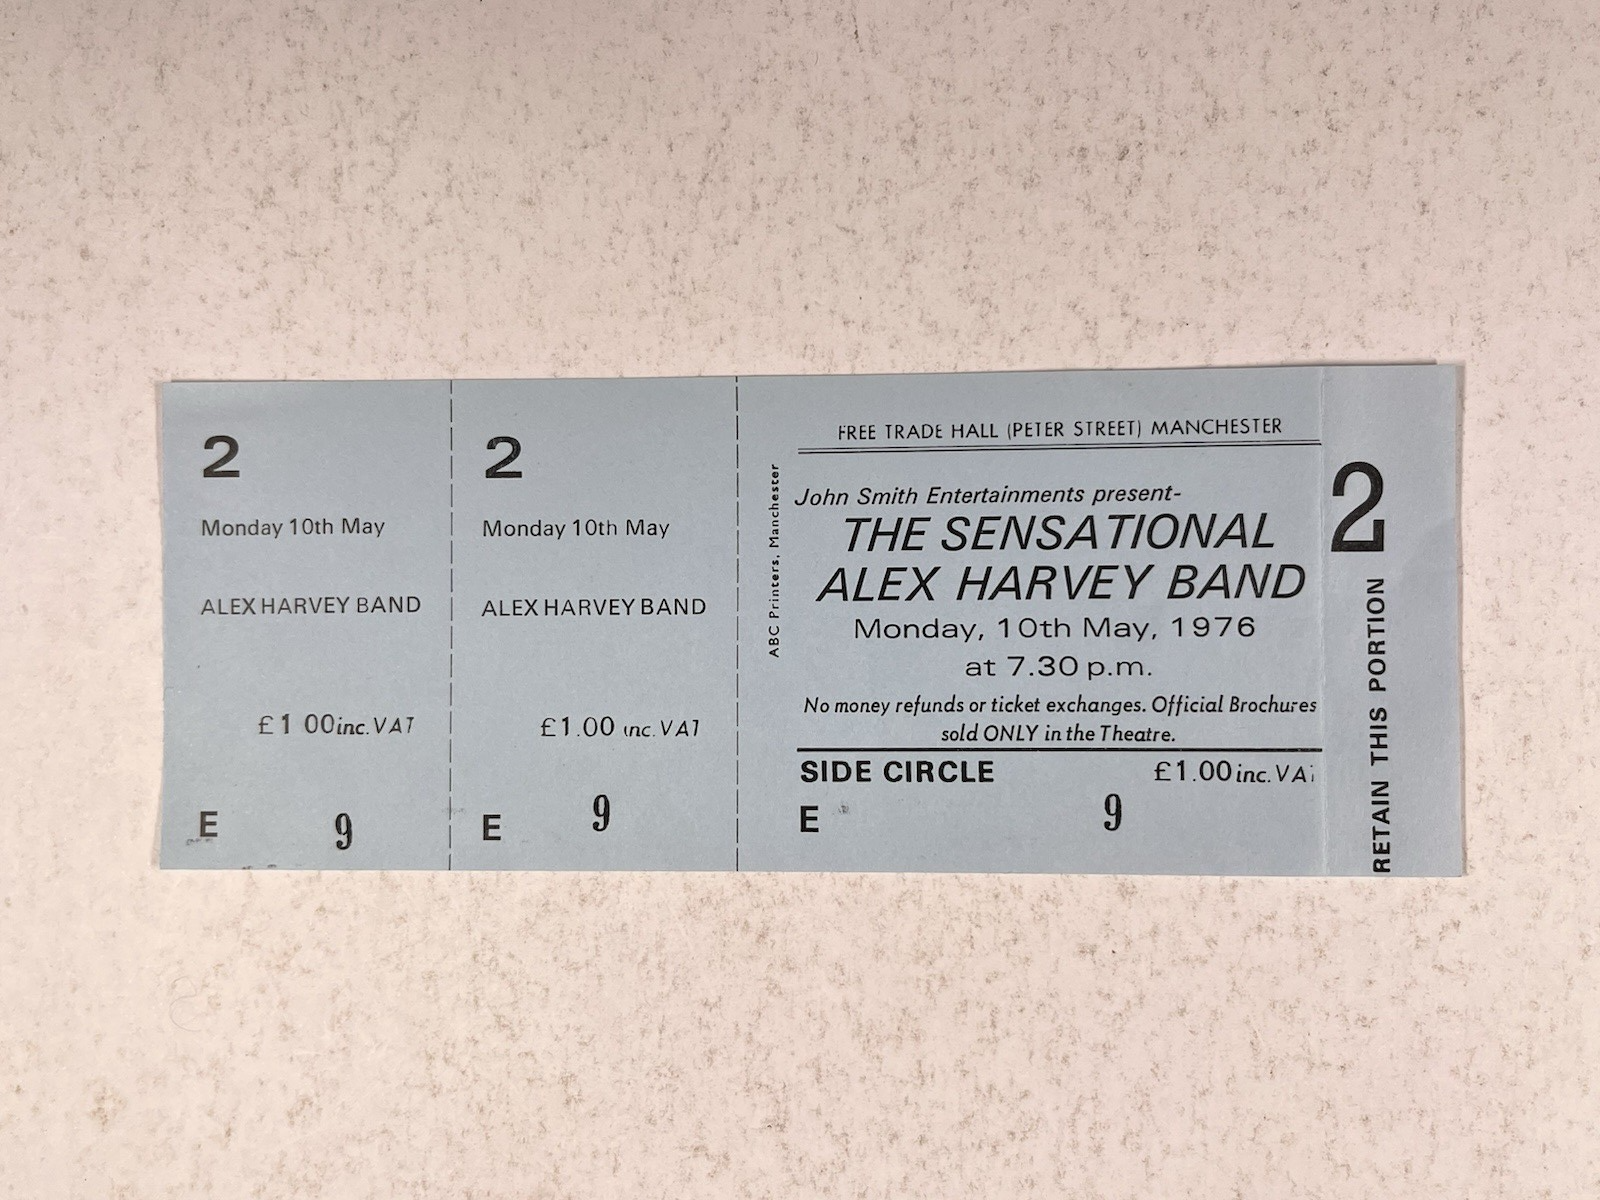 2
Monday 10th May
ALEX HARVEY BAND
£1 00 inc. VAT
E 9
2
Monday 10th May
ALEX HARVEY BAND
£1.00 inc. VAT
E 9
ABC Printers, Manchester
FREE TRADE HALL (PETER STREET) MANCHESTER
John Smith Entertainments present-
THE SENSATIONAL
ALEX HARVEY BAND
Monday, 10th May, 1976
at 7.30 p.m.
No money refunds or ticket exchanges. Official Brochures
sold ONLY in the Theatre.
SIDE CIRCLE £1.00 inc. VAT
E 9
2
RETAIN THIS PORTION